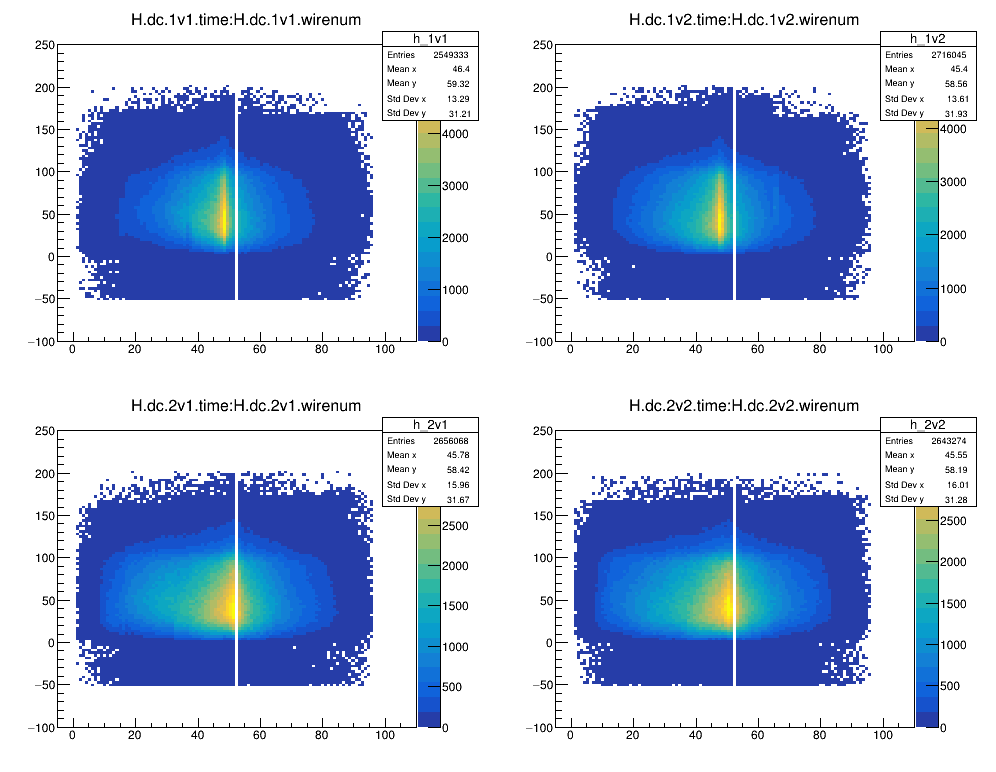 H.dc.1v1.time:H.dc.1v1.wirenum
h_1v1
Entries 2549333
Mean x 46.4
Mean y 59.32
Std Dev x 13.29
Std Dev y 31.21
250
200
150
100
50
0
−50
−100
0 20 40 60 80 100
4000
3000
2000
1000
0
H.dc.1v2.time:H.dc.1v2.wirenum
h_1v2
Entries 2716045
Mean x 45.4
Mean y 58.56
Std Dev x 13.61
Std Dev y 31.93
250
200
150
100
50
0
−50
−100
0 20 40 60 80 100
4000
3000
2000
1000
0
H.dc.2v1.time:H.dc.2v1.wirenum
h_2v1
Entries 2656068
Mean x 45.78
Mean y 58.42
Std Dev x 15.96
Std Dev y 31.67
250
200
150
100
50
0
−50
−100
0 20 40 60 80 100
2500
2000
1500
1000
500
0
H.dc.2v2.time:H.dc.2v2.wirenum
h_2v2
Entries 2643274
Mean x 45.55
Mean y 58.19
Std Dev x 16.01
Std Dev y 31.28
250
200
150
100
50
0
−50
−100
0 20 40 60 80 100
2500
2000
1500
1000
500
0